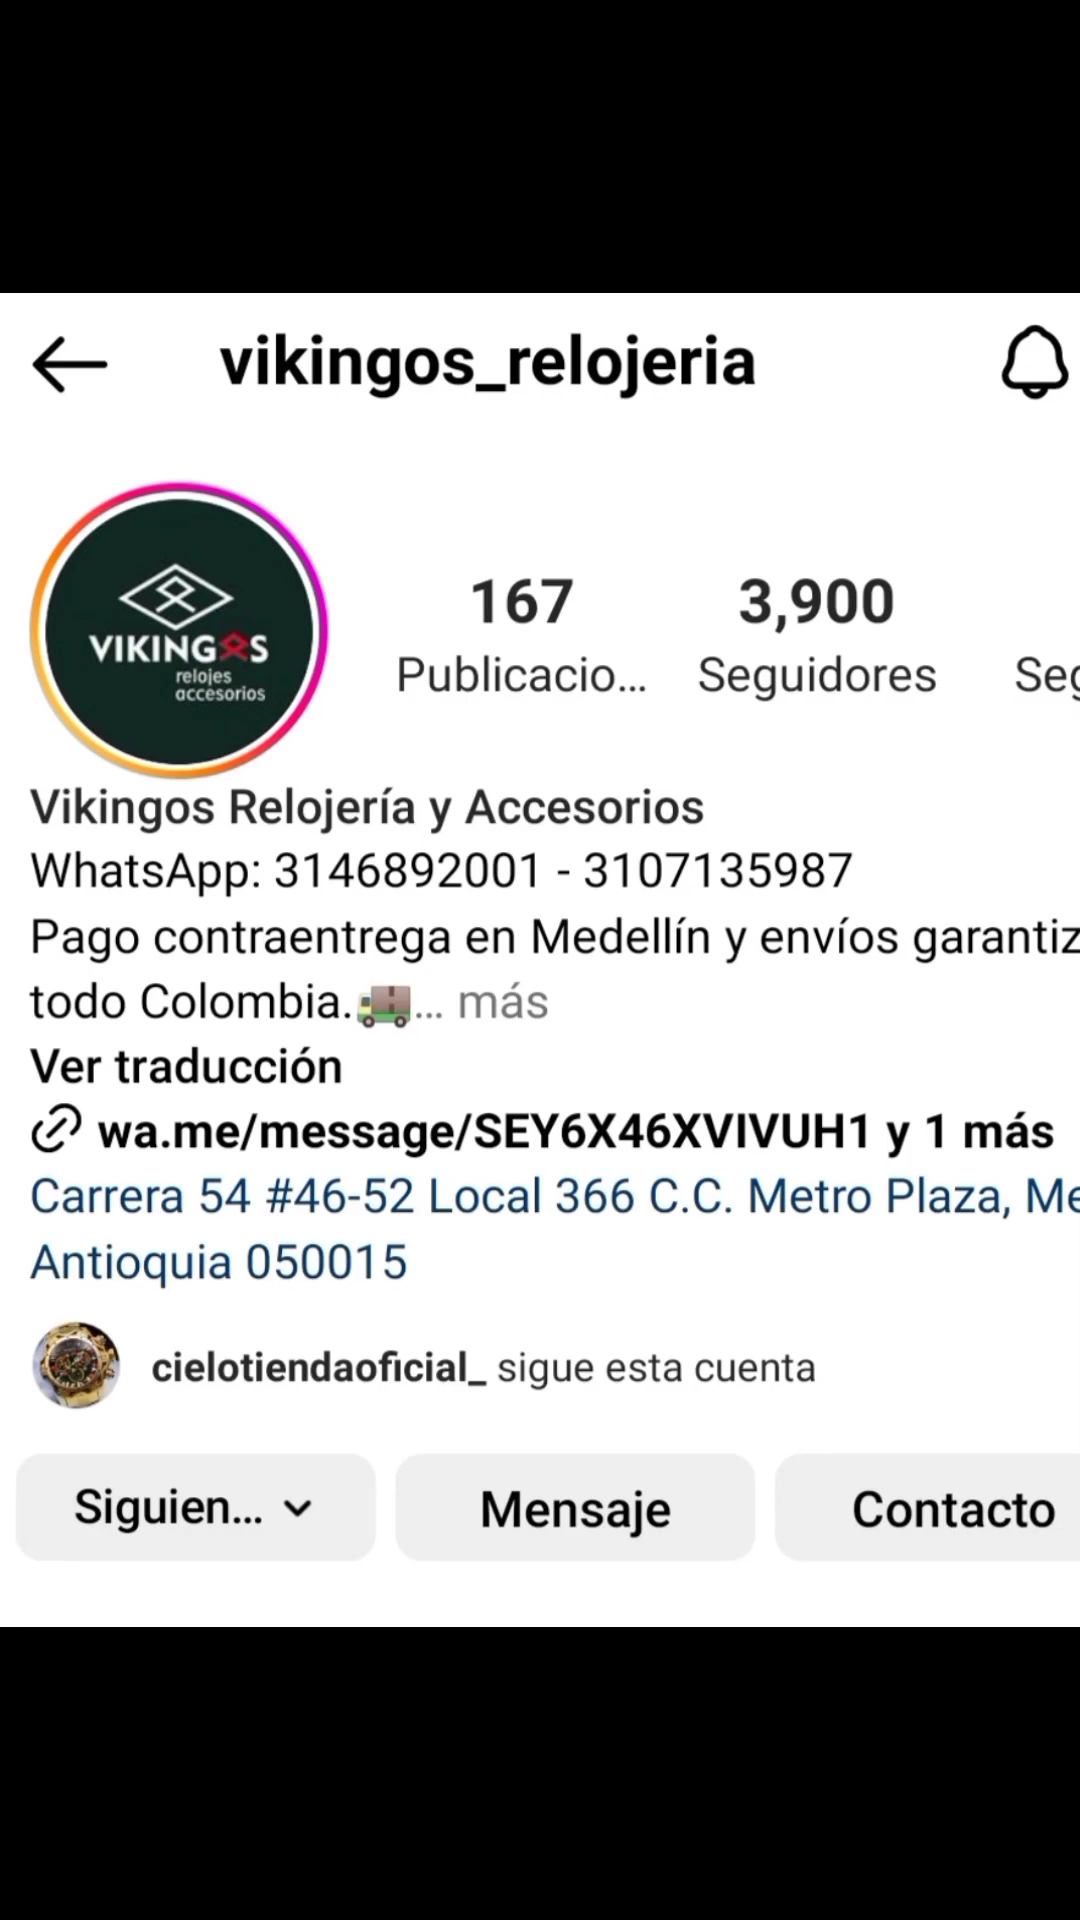 vikingos_relojeria
VIKINGOS
relojes
accesorios
167
3,900
Publicacio...
Seguidores
Seg
Vikingos Relojería y Accesorios
WhatsApp: 3146892001 - 3107135987
Pago contraentrega en Medellín y envíos garantiz
todo Colombia.🚚... más
Ver traducción
wa.me/message/SEY6X46XVIVUH1 y 1 más
Carrera 54 #46-52 Local 366 C.C. Metro Plaza, Me
Antioquia 050015
cielotiendaoficial_ sigue esta cuenta
Siguien...
Mensaje
Contacto